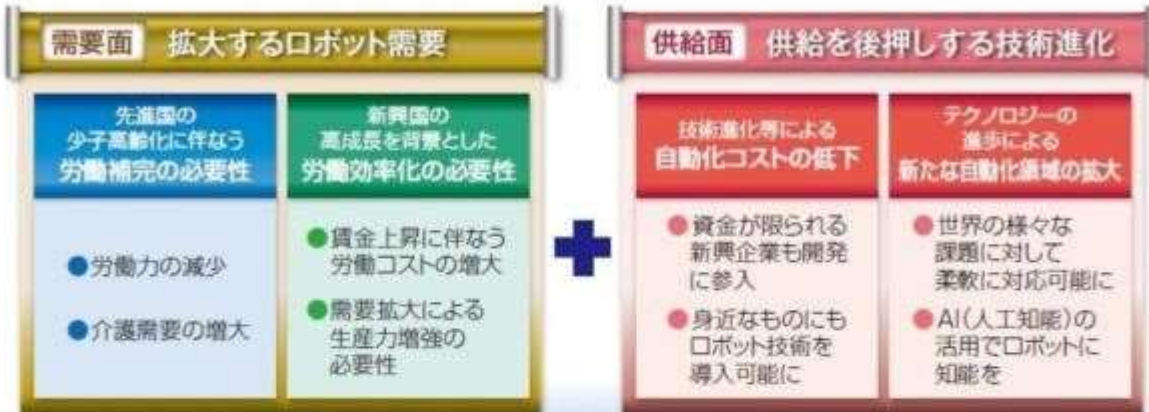 需要面 拡大するロボット需要
先進国の
少子高齢化に伴なう
労働補完の必要性
●労働力の減少
●介護需要の増大
新興国の
高成長を背景とした
労働効率化の必要性
●賃金上昇に伴なう
労働コストの増大
●需要拡大による
生産力増強の
必要性
供給面 供給を後押しする技術進化
技術進化等による
自動化コストの低下
●資金が限られる
新興企業も開発
に参入
●身近なものにも
ロボット技術を
導入可能に
テクノロジーの
進歩による
新たな自動化領域の拡大
●世界の様々な
課題に対して
柔軟に対応可能に
●AI(人工知能)の
活用でロボットに
知能を